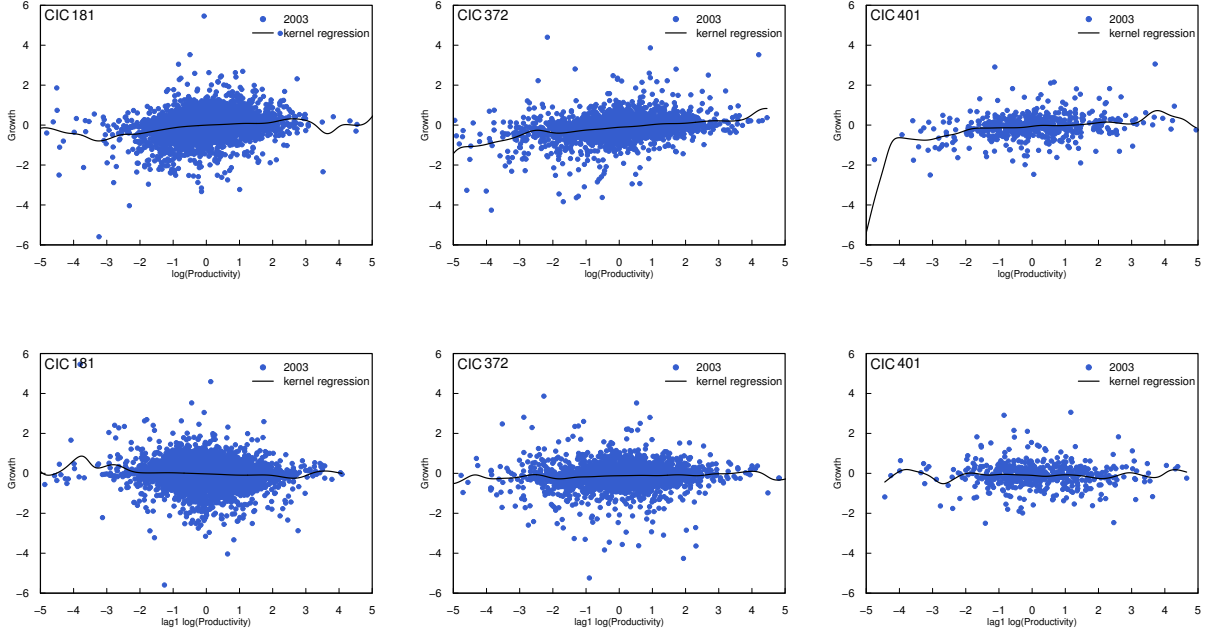 CIC 181
2003
kernel regression
6
4
2
0
−2
−4
−6
Growth
−5 −4 −3 −2 −1 0 1 2 3 4 5
log(Productivity)
CIC 372
2003
kernel regression
6
4
2
0
−2
−4
−6
Growth
−5 −4 −3 −2 −1 0 1 2 3 4 5
log(Productivity)
CIC 401
2003
kernel regression
6
4
2
0
−2
−4
−6
Growth
−5 −4 −3 −2 −1 0 1 2 3 4 5
log(Productivity)
CIC 181
2003
kernel regression
6
4
2
0
−2
−4
−6
Growth
−5 −4 −3 −2 −1 0 1 2 3 4 5
lag1 log(Productivity)
CIC 372
2003
kernel regression
6
4
2
0
−2
−4
−6
Growth
−5 −4 −3 −2 −1 0 1 2 3 4 5
lag1 log(Productivity)
CIC 401
2003
kernel regression
6
4
2
0
−2
−4
−6
Growth
−5 −4 −3 −2 −1 0 1 2 3 4 5
lag1 log(Productivity)